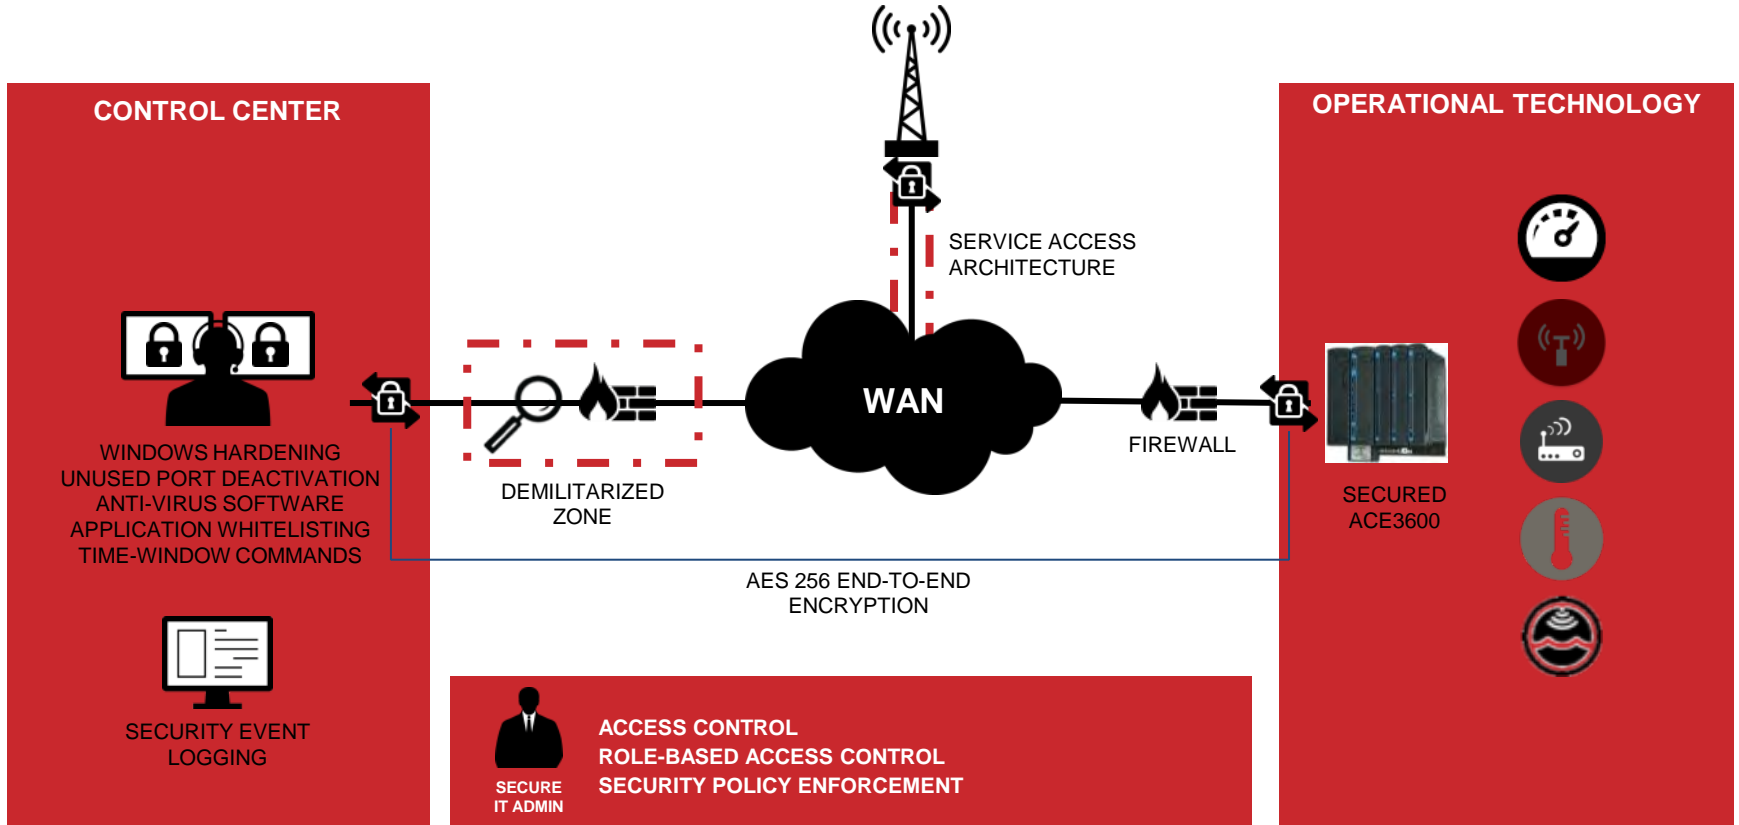 CONTROL CENTER
OPERATIONAL TECHNOLOGY
SERVICE ACCESS
ARCHITECTURE
WAN
WINDOWS HARDENING
UNUSED PORT DEACTIVATION
ANTI-VIRUS SOFTWARE
APPLICATION WHITELISTING
TIME-WINDOW COMMANDS
DEMILITARIZED
ZONE
FIREWALL
SECURED
ACE3600
AES 256 END-TO-END
ENCRYPTION
SECURITY EVENT
LOGGING
SECURE
IT ADMIN
ACCESS CONTROL
ROLE-BASED ACCESS CONTROL
SECURITY POLICY ENFORCEMENT